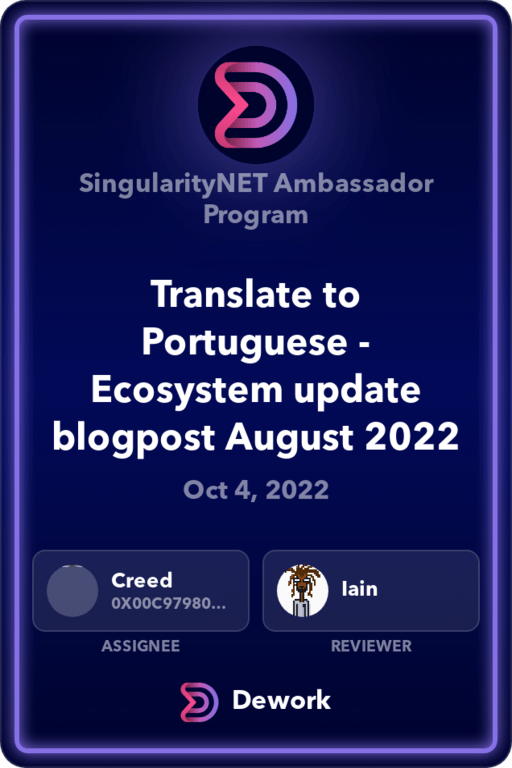 SingularityNET Ambassador
Program
Translate to
Portuguese -
Ecosystem update
blogpost August 2022
Oct 4, 2022
Creed
0X00C97980...
Iain
ASSIGNEE
REVIEWER
Dework